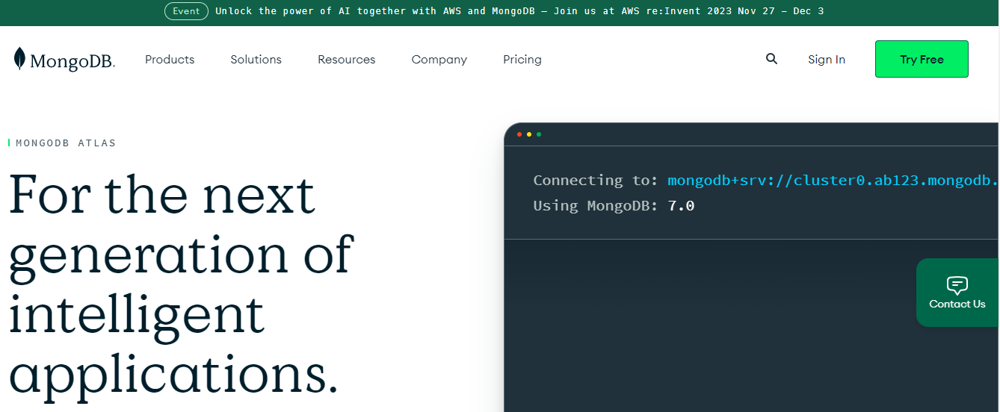 Event Unlock the power of AI together with AWS and MongoDB — Join us at AWS re:Invent 2023 Nov 27 – Dec 3
MongoDB. Products Solutions Resources Company Pricing Sign In Try Free
MONGODB ATLAS
For the next
generation of
intelligent
applications.
Connecting to: mongodb+srv://cluster0.ab123.mongodb.
Using MongoDB: 7.0
Contact Us